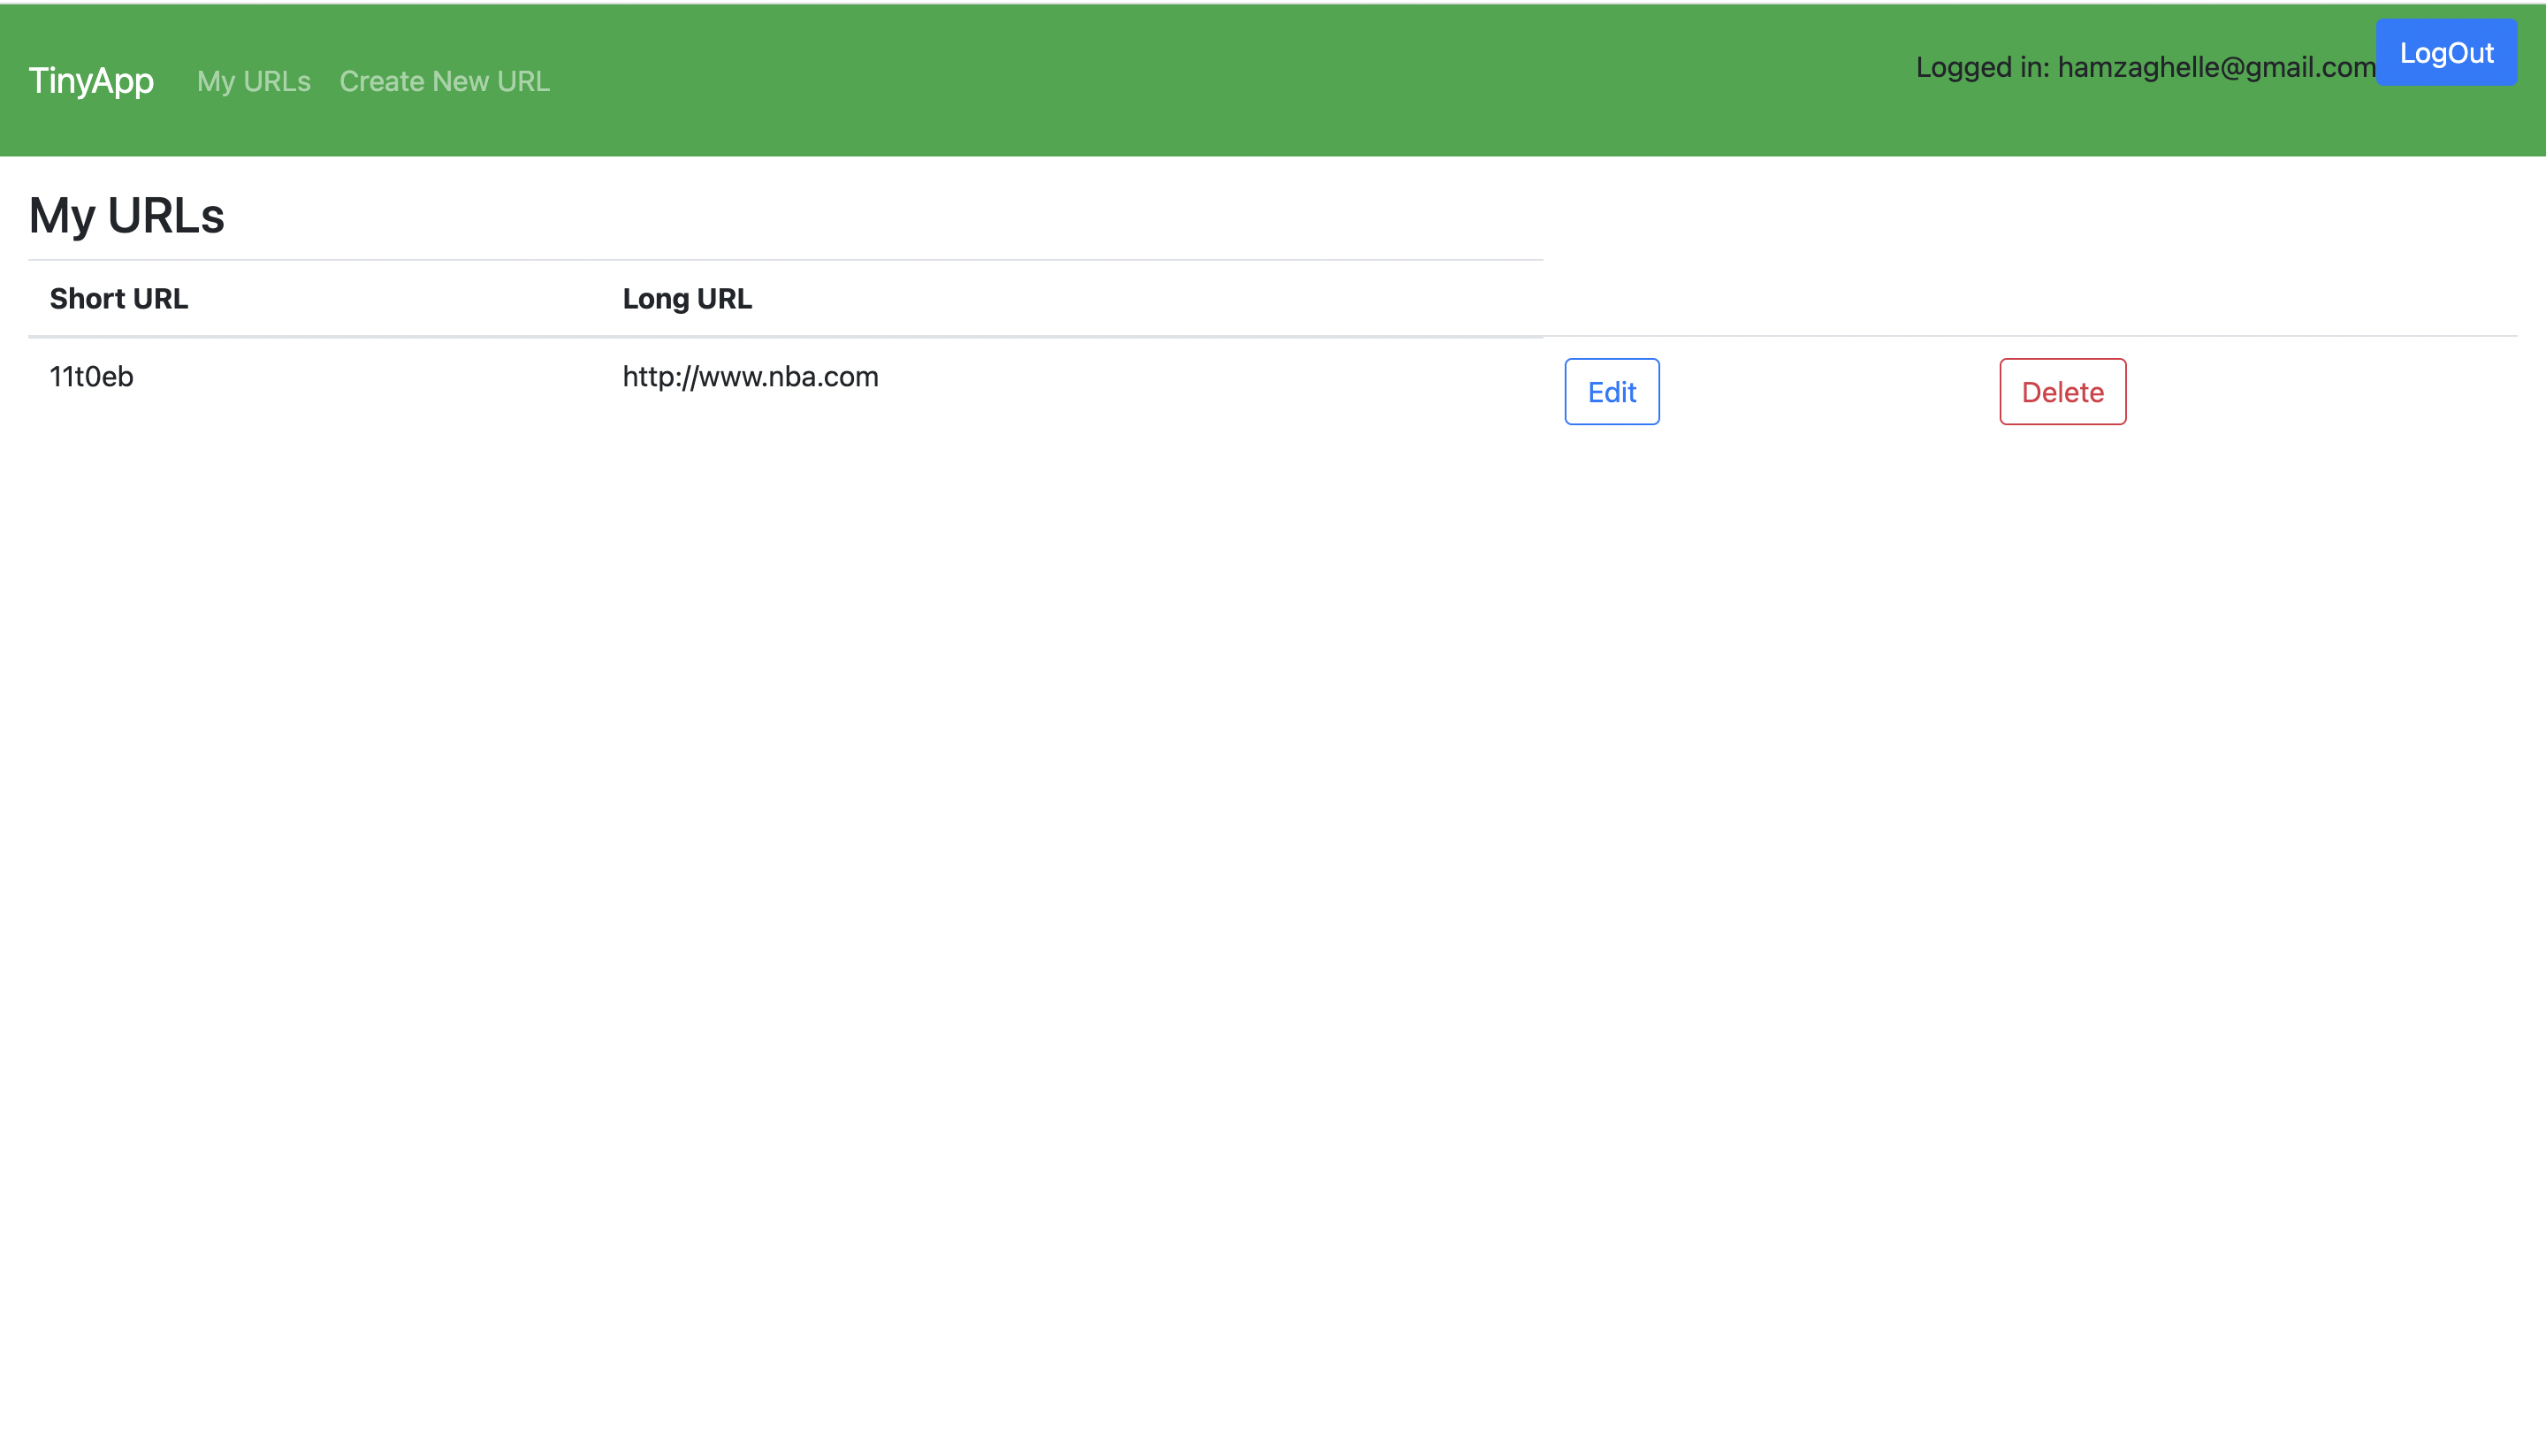 TinyApp My URLs Create New URL Logged in: hamzaghelle@gmail.com LogOut
My URLs
Short URL Long URL
11t0eb http://www.nba.com Edit Delete